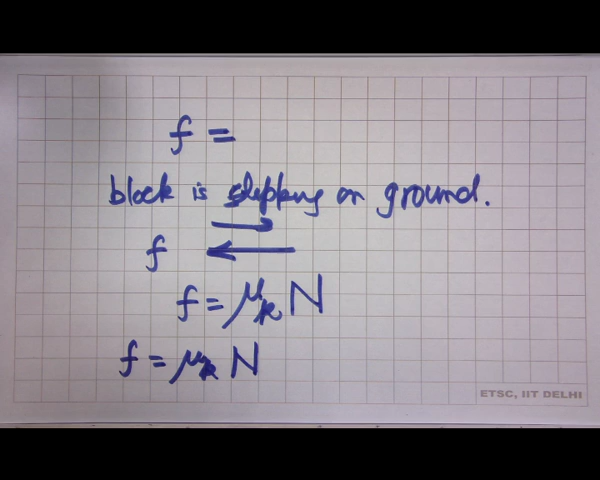 f =
block is slipping on ground.
f
f = μk N
f = μk N
ETSC, IIT DELHI